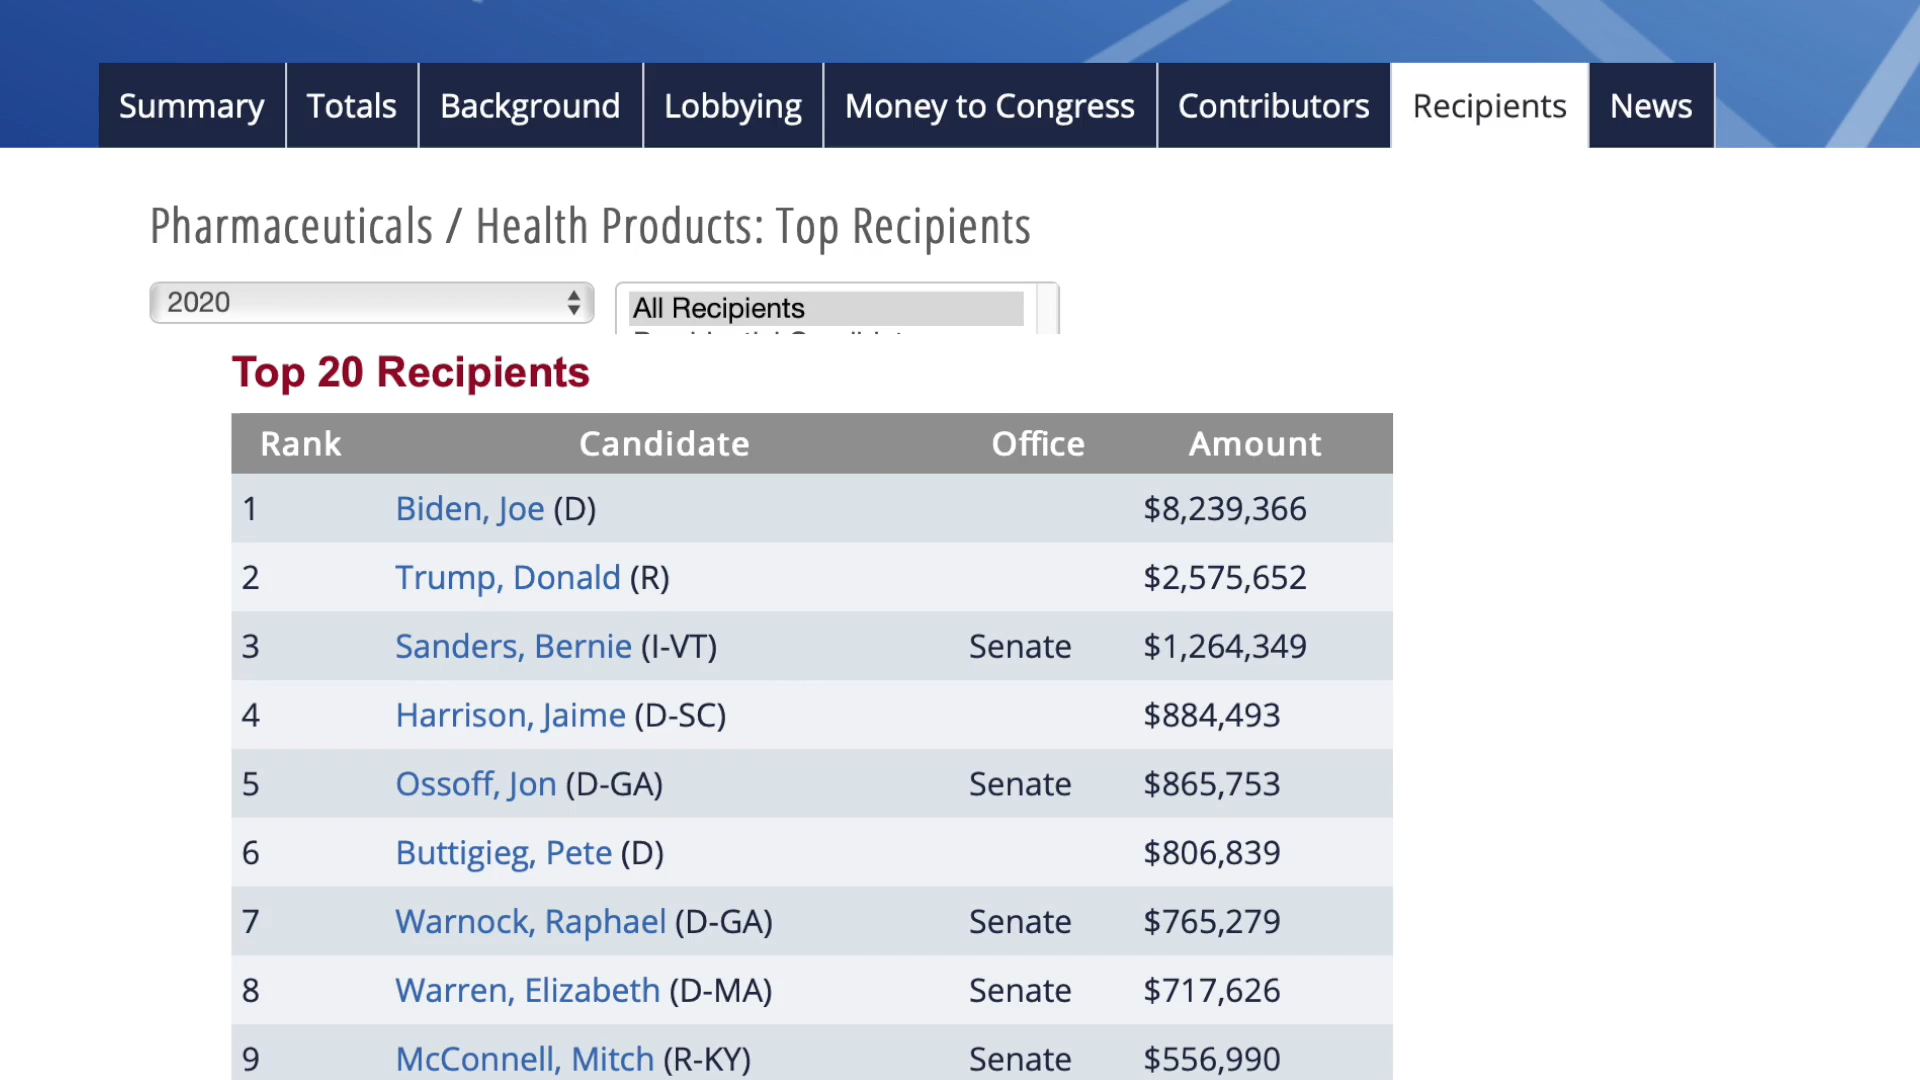 Summary Totals Background Lobbying Money to Congress Contributors Recipients News
Pharmaceuticals / Health Products: Top Recipients
2020 All Recipients
Top 20 Recipients
Rank Candidate Office Amount
1 Biden, Joe (D) $8,239,366
2 Trump, Donald (R) $2,575,652
3 Sanders, Bernie (I-VT) Senate $1,264,349
4 Harrison, Jaime (D-SC) $884,493
5 Ossoff, Jon (D-GA) Senate $865,753
6 Buttigieg, Pete (D) $806,839
7 Warnock, Raphael (D-GA) Senate $765,279
8 Warren, Elizabeth (D-MA) Senate $717,626
9 McConnell, Mitch (R-KY) Senate $556,990